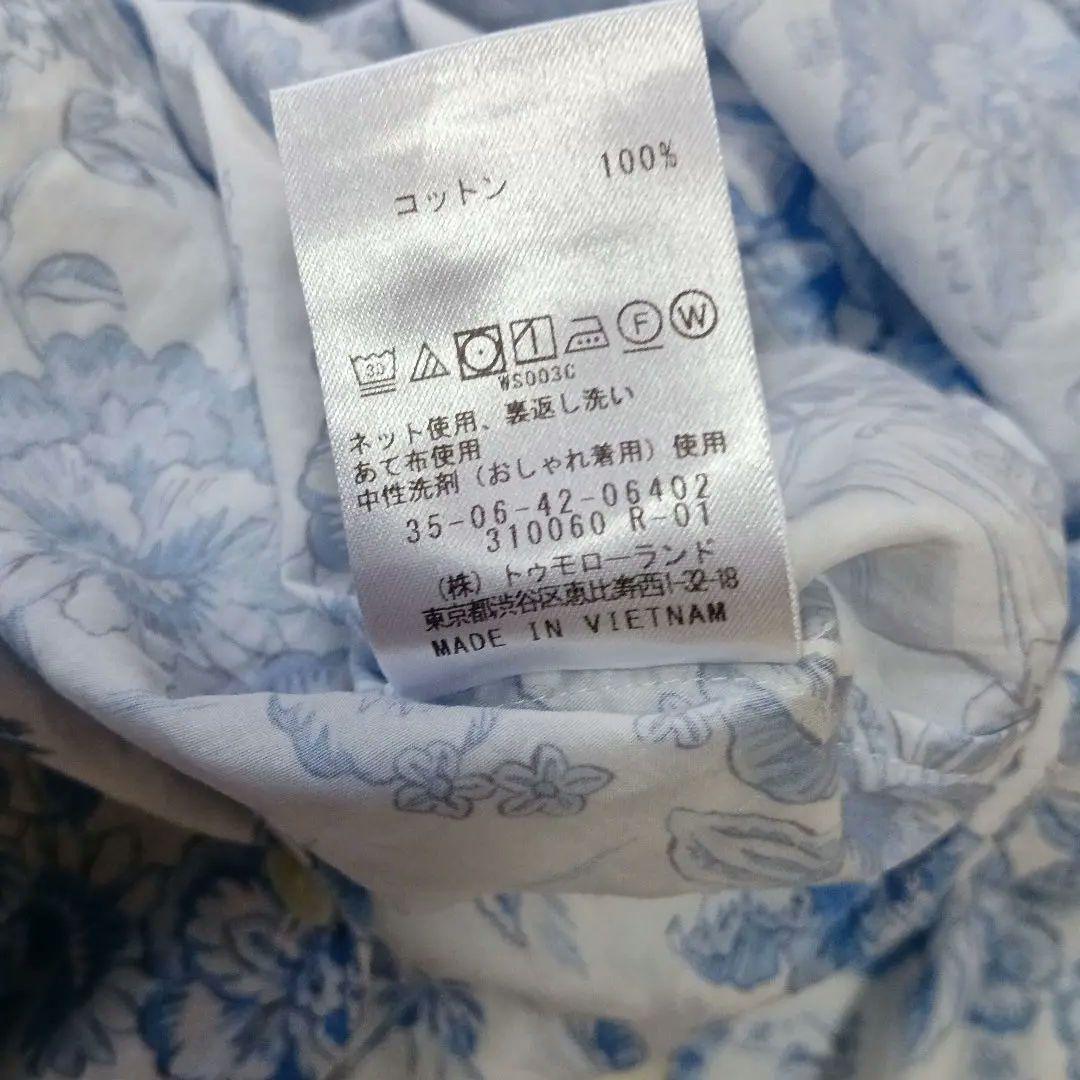 コットン 100%
30 F W
WS003C
ネット使用、裏返し洗い
あて布使用
中性洗剤(おしゃれ着用)使用
35-06-42-06402
310060 R-01
(株)トゥモローランド
東京都渋谷区恵比寿西1-32-18
MADE IN VIETNAM